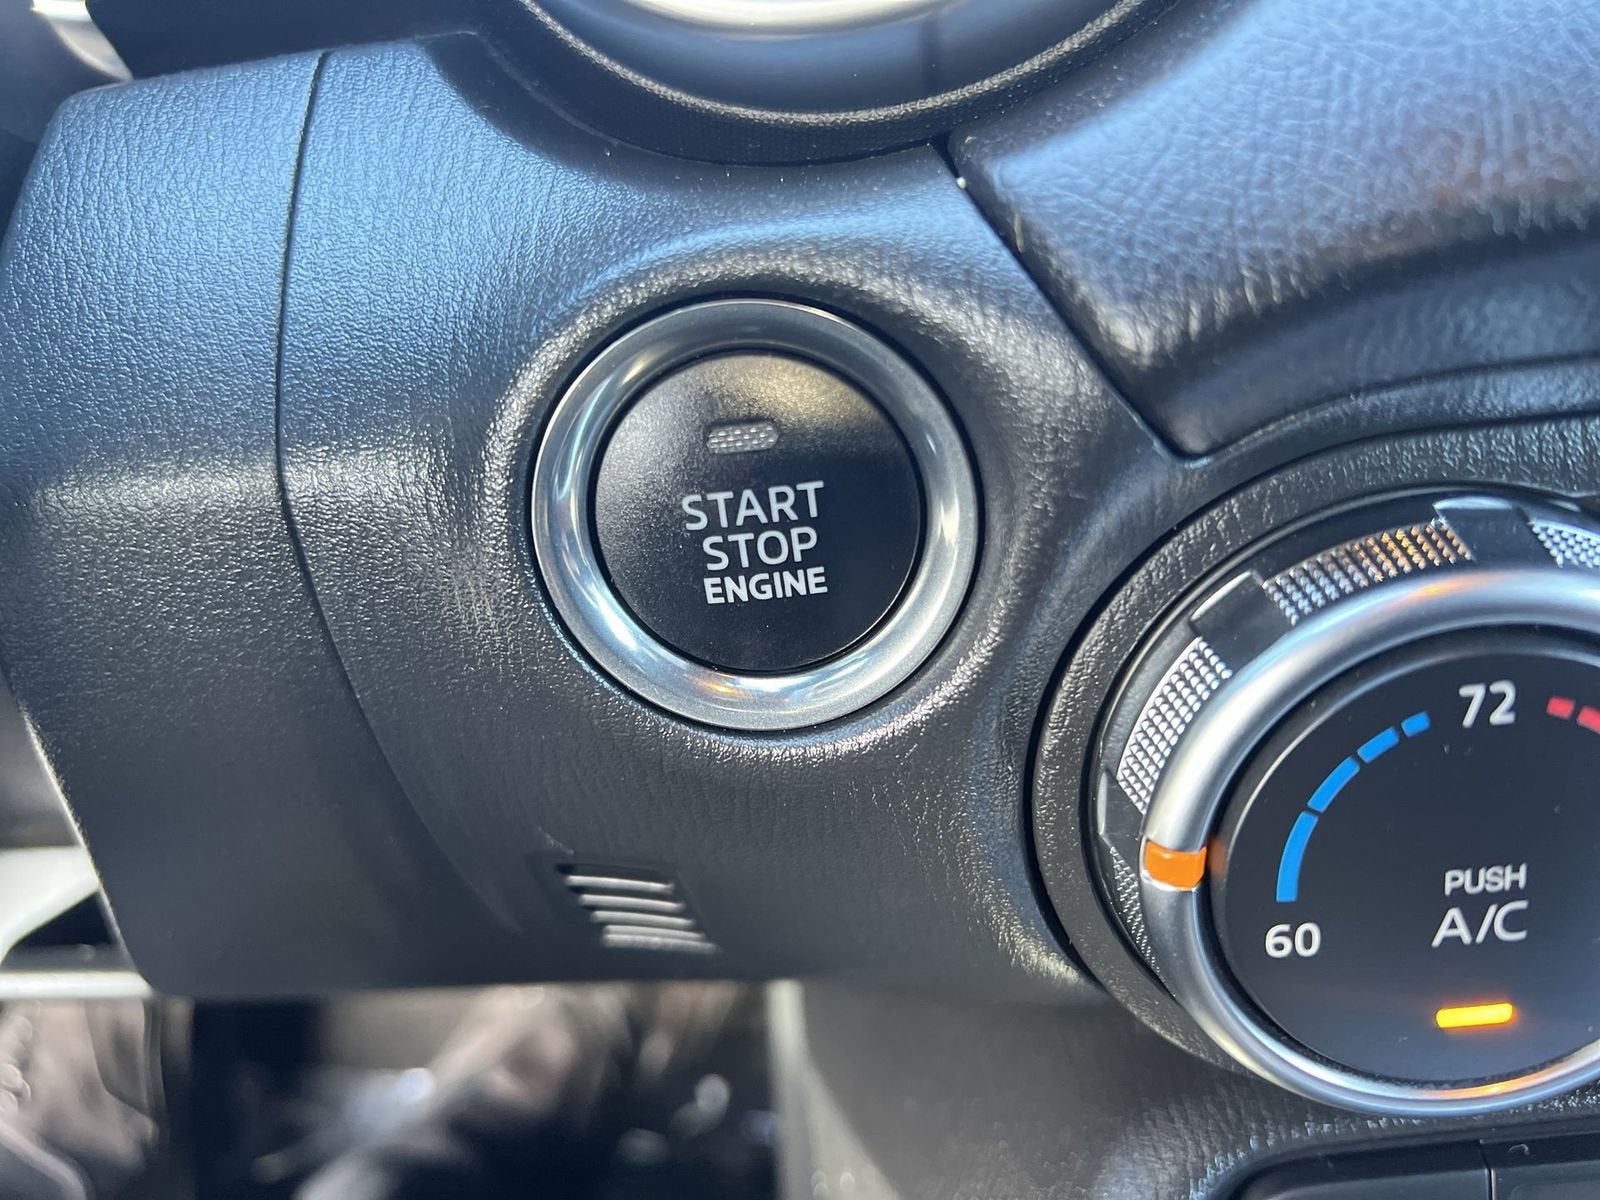 START
STOP
ENGINE
72
60
PUSH
A/C